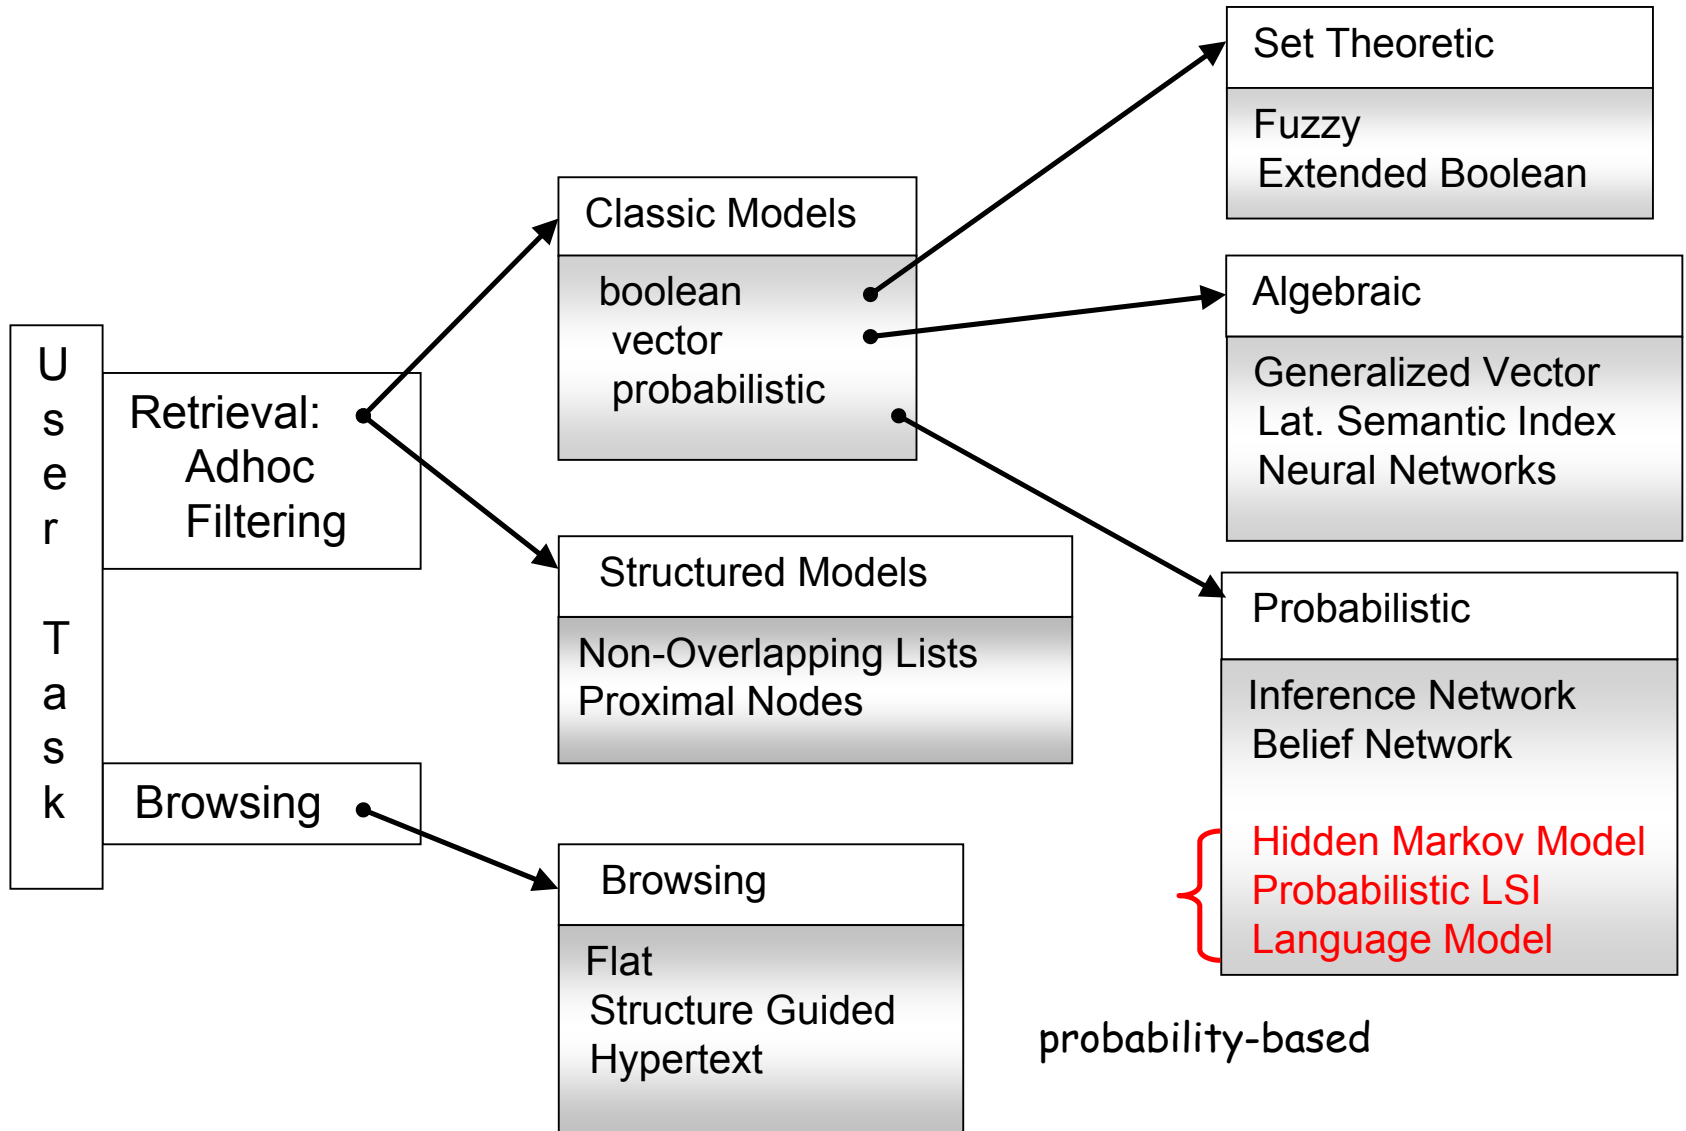 User Task
Retrieval:
Adhoc
Filtering
Browsing
Classic Models
boolean
vector
probabilistic
Structured Models
Non-Overlapping Lists
Proximal Nodes
Browsing
Flat
Structure Guided
Hypertext
Set Theoretic
Fuzzy
Extended Boolean
Algebraic
Generalized Vector
Lat. Semantic Index
Neural Networks
Probabilistic
Inference Network
Belief Network
Hidden Markov Model
Probabilistic LSI
Language Model
probability-based